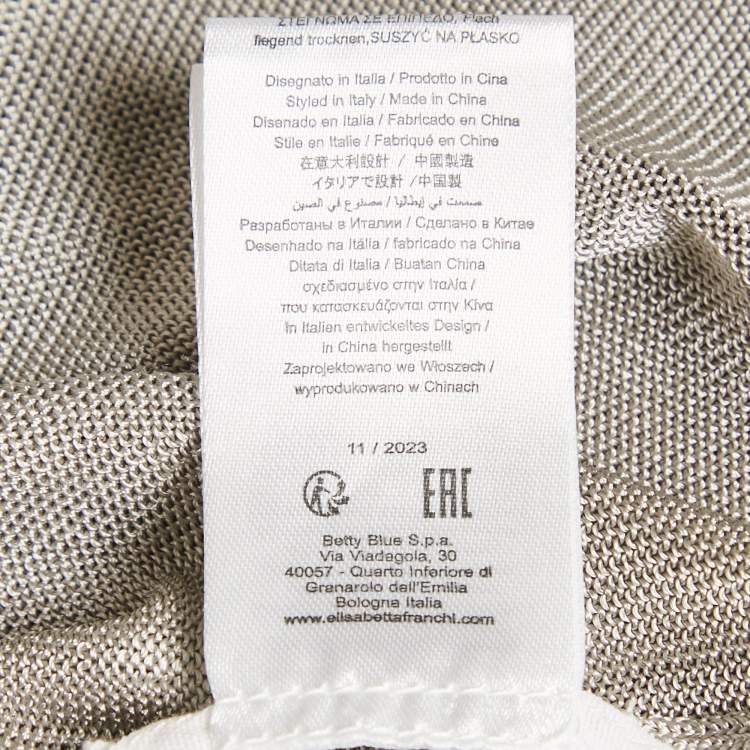 ΣΤΕΓΝΩΜΑ ΣΕ ΕΠΙΠΕΔΟ, Flach
liegend trocknen,SUSZYĆ NA PŁASKO
Disegnato in Italia / Prodotto in Cina
Styled in Italy / Made in China
Disenado en Italia / Fabricado en China
Stile en Italie / Fabriqué en Chine
在意大利設計 / 中國製造
イタリアで設計 /中国製
صممت في إيطاليا / مصنوع في الصين
Разработаны в Италии / Сделано в Китае
Desenhado na Itália / fabricado na China
Ditata di Italia / Buatan China
σχεδιασμένο στην Ιταλία /
που κατασκευάζονται στην Κίνα
In Italien entwickeltes Design /
in China hergestellt
Zaprojektowano we Włoszech /
wyprodukowano w Chinach
11 / 2023
EAC
Betty Blue S.p.a.
Via Viadagola, 30
40057 - Quarto Inferiore di
Granarolo dell'Emilia
Bologna Italia
www.elisabettafranchi.com